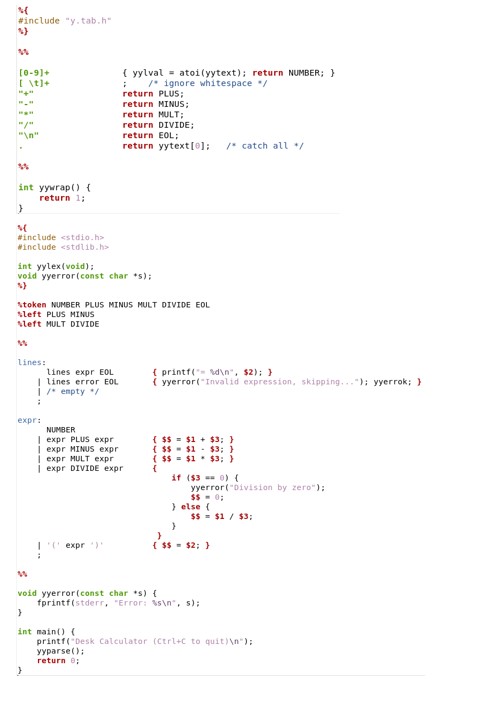 %{
#include "y.tab.h"
%}
%%
[0-9]+               { yylval = atoi(yytext); return NUMBER; }
[ \t]+               ;    /* ignore whitespace */
"+"                  return PLUS;
"-"                  return MINUS;
"*"                  return MULT;
"/"                  return DIVIDE;
"\n"                 return EOL;
.                    return yytext[0];   /* catch all */
%%
int yywrap() {
    return 1;
}
%{
#include <stdio.h>
#include <stdlib.h>
int yylex(void);
void yyerror(const char *s);
%}
%token NUMBER PLUS MINUS MULT DIVIDE EOL
%left PLUS MINUS
%left MULT DIVIDE
%%
lines:
      lines expr EOL        { printf("= %d\n", $2); }
    | lines error EOL       { yyerror("Invalid expression, skipping..."); yyerrok; }
    | /* empty */
    ;
expr:
      NUMBER
    | expr PLUS expr        { $$ = $1 + $3; }
    | expr MINUS expr       { $$ = $1 - $3; }
    | expr MULT expr        { $$ = $1 * $3; }
    | expr DIVIDE expr      {
                                if ($3 == 0) {
                                    yyerror("Division by zero");
                                    $$ = 0;
                                } else {
                                    $$ = $1 / $3;
                                }
                             }
    | '(' expr ')'          { $$ = $2; }
    ;
%%
void yyerror(const char *s) {
    fprintf(stderr, "Error: %s\n", s);
}
int main() {
    printf("Desk Calculator (Ctrl+C to quit)\n");
    yyparse();
    return 0;
}